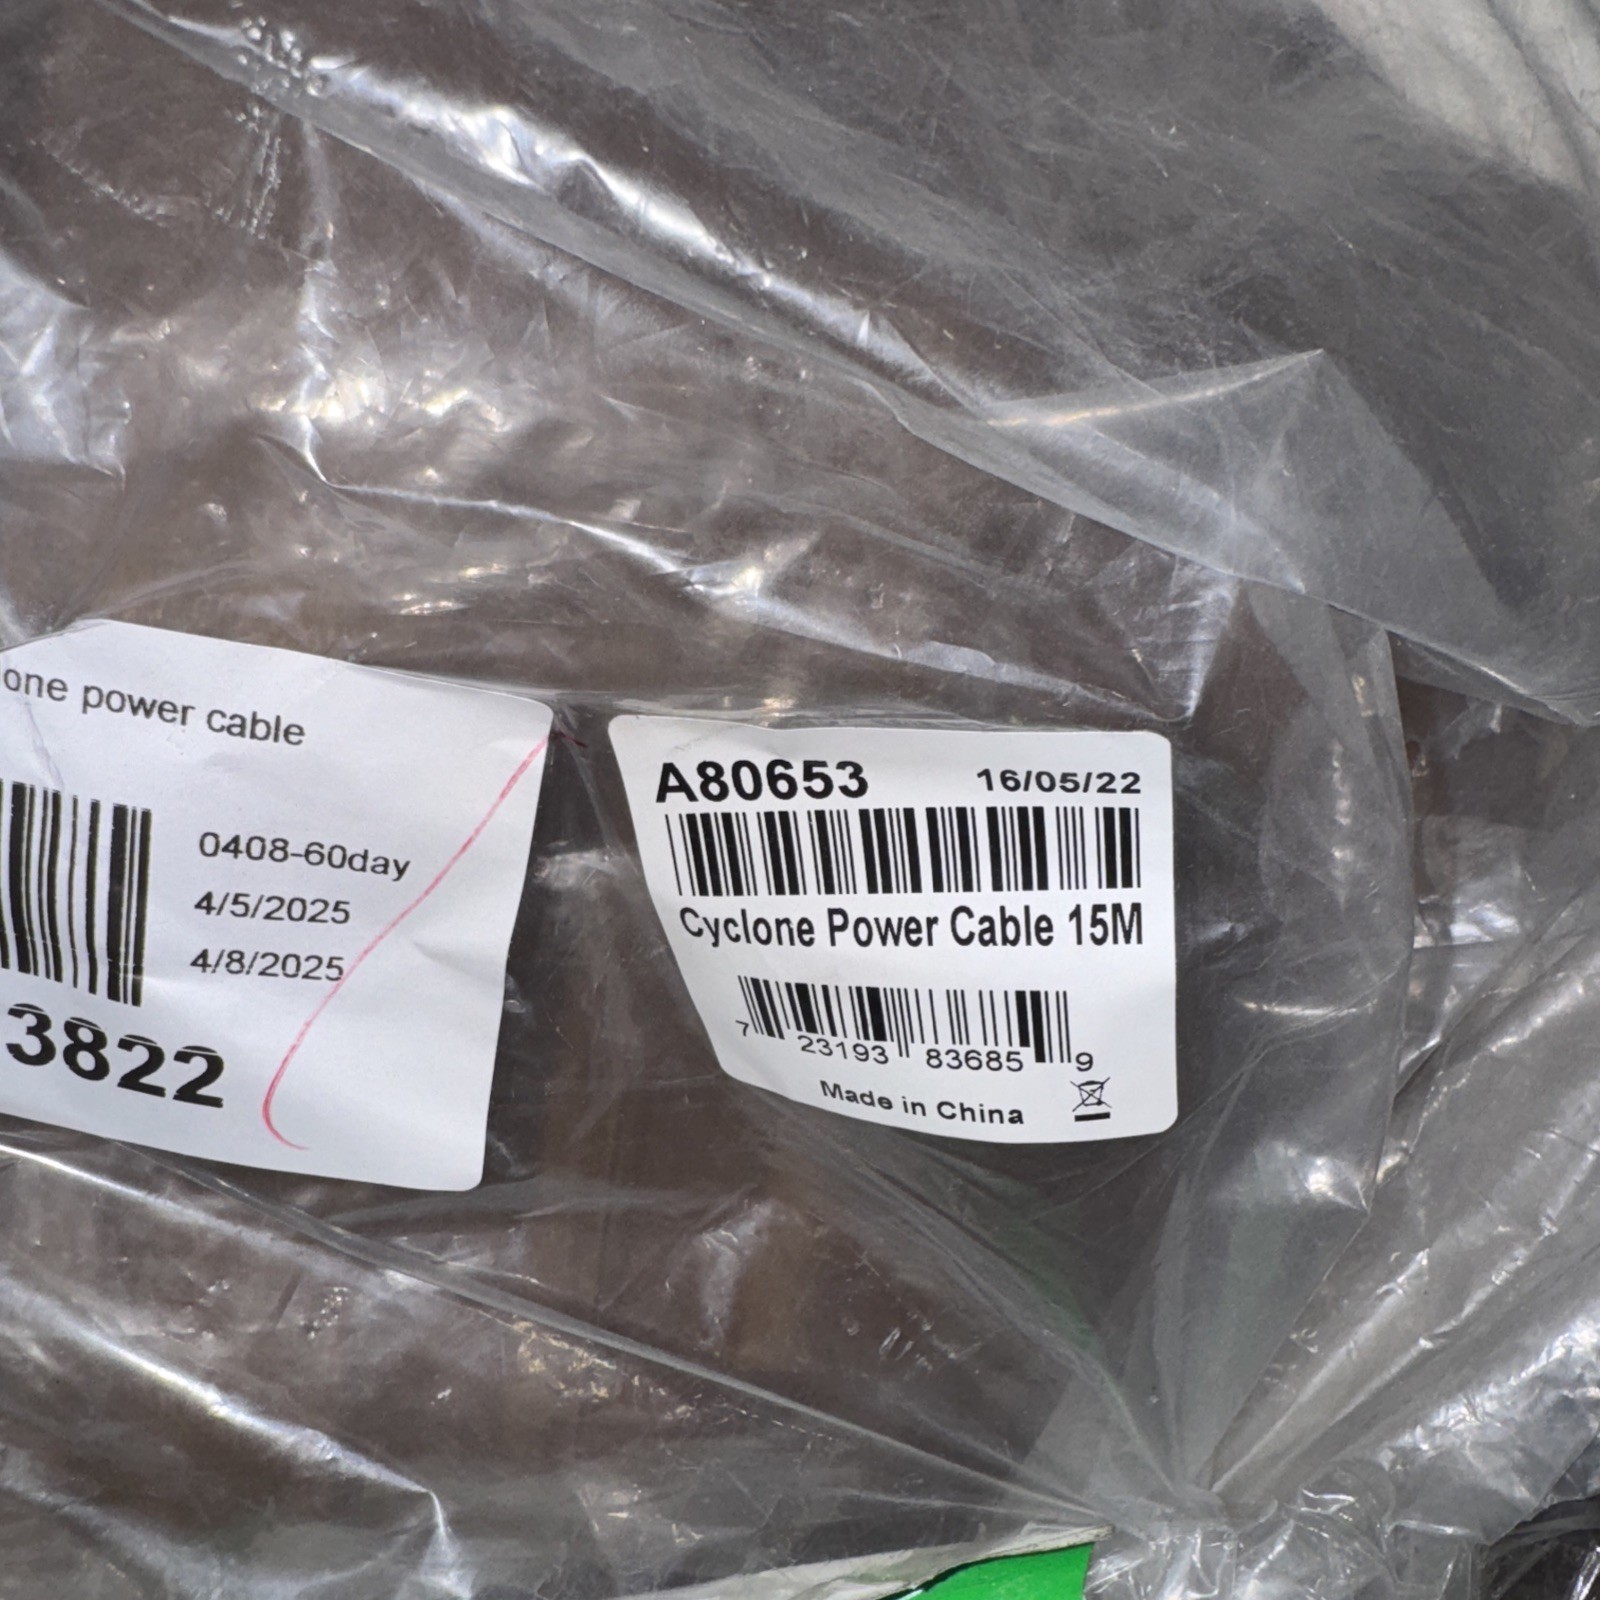 one power cable
0408-60day
4/5/2025
4/8/2025
3822
A80653 16/05/22
Cyclone Power Cable 15M
7 23193 83685 9
Made in China